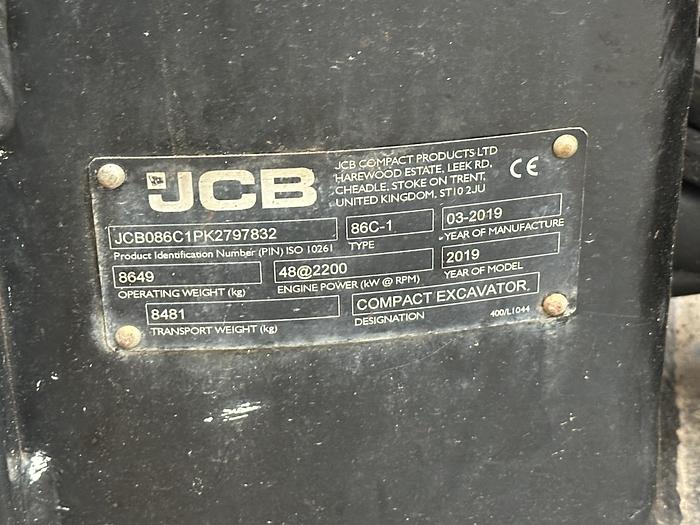 JCB
JCB COMPACT PRODUCTS LTD
HAREWOOD ESTATE, LEEK RD,
CHEADLE, STOKE ON TRENT,
UNITED KINGDOM, ST10 2JU
CE
JCB086C1PK2797832
Product Identification Number (PIN) ISO 10261
86C-1
TYPE
03-2019
YEAR OF MANUFACTURE
8649
OPERATING WEIGHT (kg)
48@2200
ENGINE POWER (kW @ RPM)
2019
YEAR OF MODEL
8481
TRANSPORT WEIGHT (kg)
COMPACT EXCAVATOR.
DESIGNATION
400/L1044